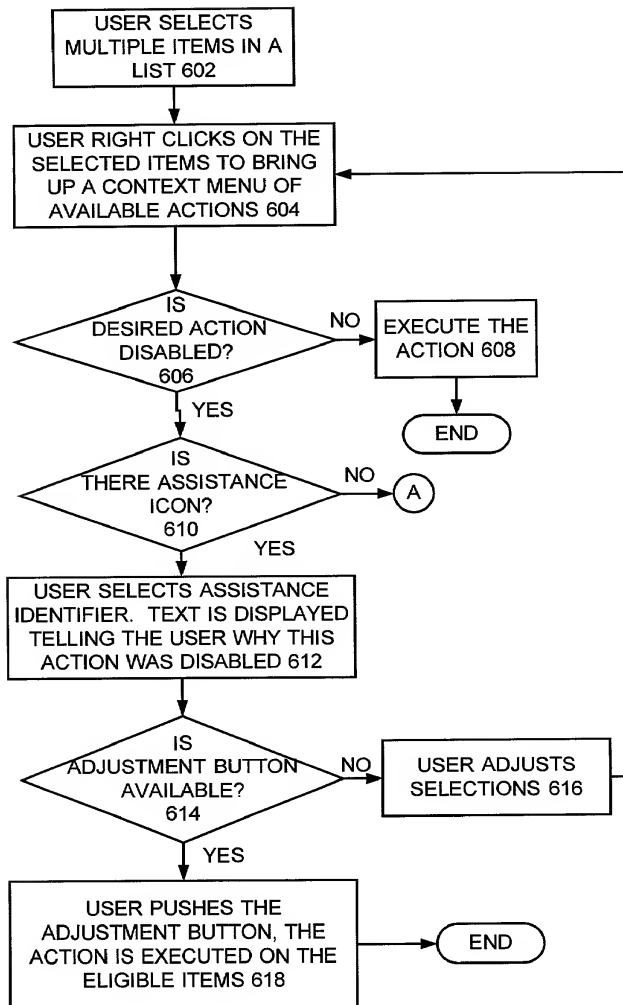 USER SELECTS
MULTIPLE ITEMS IN A
LIST 602
USER RIGHT CLICKS ON THE
SELECTED ITEMS TO BRING
UP A CONTEXT MENU OF
AVAILABLE ACTIONS 604
IS
DESIRED ACTION
DISABLED?
606
NO
EXECUTE THE
ACTION 608
YES
END
IS
THERE ASSISTANCE
ICON?
610
NO
A
YES
USER SELECTS ASSISTANCE
IDENTIFIER. TEXT IS DISPLAYED
TELLING THE USER WHY THIS
ACTION WAS DISABLED 612
IS
ADJUSTMENT BUTTON
AVAILABLE?
614
NO
USER ADJUSTS
SELECTIONS 616
YES
USER PUSHES THE
ADJUSTMENT BUTTON, THE
ACTION IS EXECUTED ON THE
ELIGIBLE ITEMS 618
END